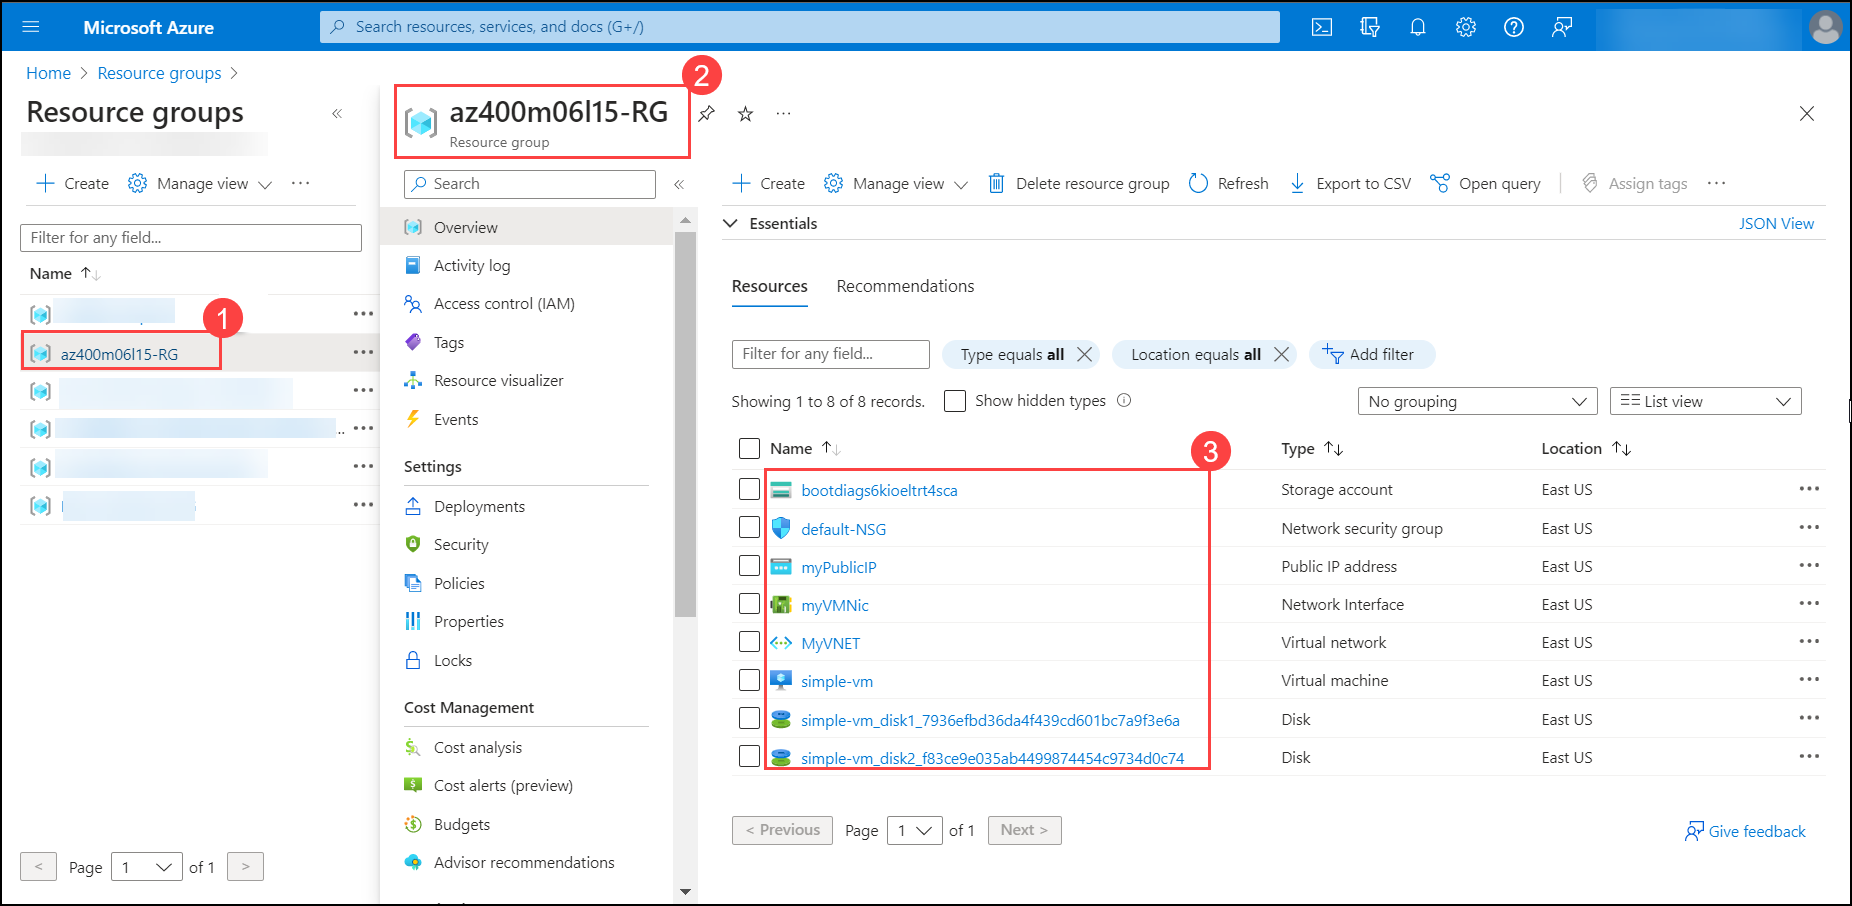 Microsoft Azure
Search resources, services, and docs (G+/)
Home > Resource groups >
Resource groups
«
+ Create Manage view ...
Filter for any field...
Name ↑↓
1
az400m06l15-RG
..
< Page 1 of 1 >
2
az400m06l15-RG
Resource group
...
Search
«
Overview
Activity log
Access control (IAM)
Tags
Resource visualizer
Events
Settings
Deployments
Security
Policies
Properties
Locks
Cost Management
Cost analysis
Cost alerts (preview)
Budgets
Advisor recommendations
+ Create Manage view Delete resource group Refresh Export to CSV Open query Assign tags ...
Essentials JSON View
Resources Recommendations
Filter for any field... Type equals all Location equals all Add filter
Showing 1 to 8 of 8 records. Show hidden types No grouping List view
3
Name ↑↓ Type ↑↓ Location ↑↓
bootdiags6kioeltrt4sca Storage account East US ...
default-NSG Network security group East US ...
myPublicIP Public IP address East US ...
myVMNic Network Interface East US ...
MyVNET Virtual network East US ...
simple-vm Virtual machine East US ...
simple-vm_disk1_7936efbd36da4f439cd601bc7a9f3e6a Disk East US ...
simple-vm_disk2_f83ce9e035ab4499874454c9734d0c74 Disk East US ...
< Previous Page 1 of 1 Next >
Give feedback